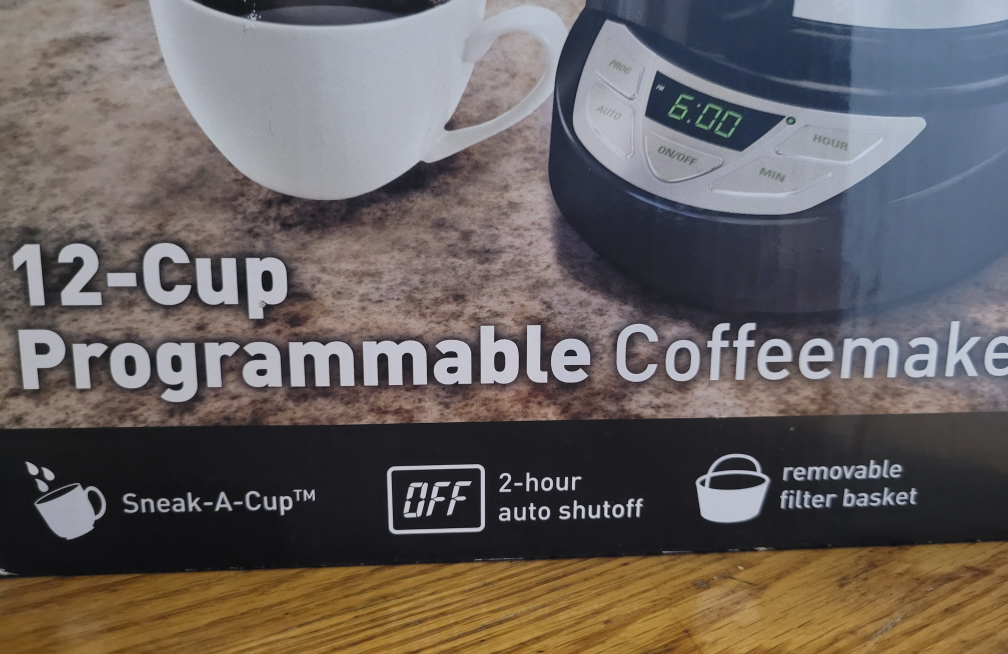 PROG
AUTO
PM
6:00
ON/OFF
HOUR
MIN
12-Cup
Programmable Coffeemake
Sneak-A-Cup™
OFF
2-hour
auto shutoff
removable
filter basket